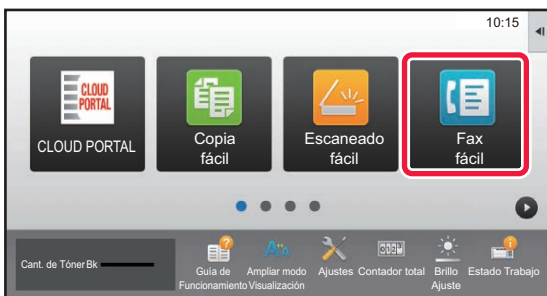 10:15
CLOUD
PORTAL
CLOUD PORTAL
Copia
fácil
Escaneado
fácil
Fax
fácil
Cant. de Tóner Bk
Guía de
Funcionamiento
Ampliar modo
Visualización
Ajustes
Contador total
Brillo
Ajuste
Estado Trabajo